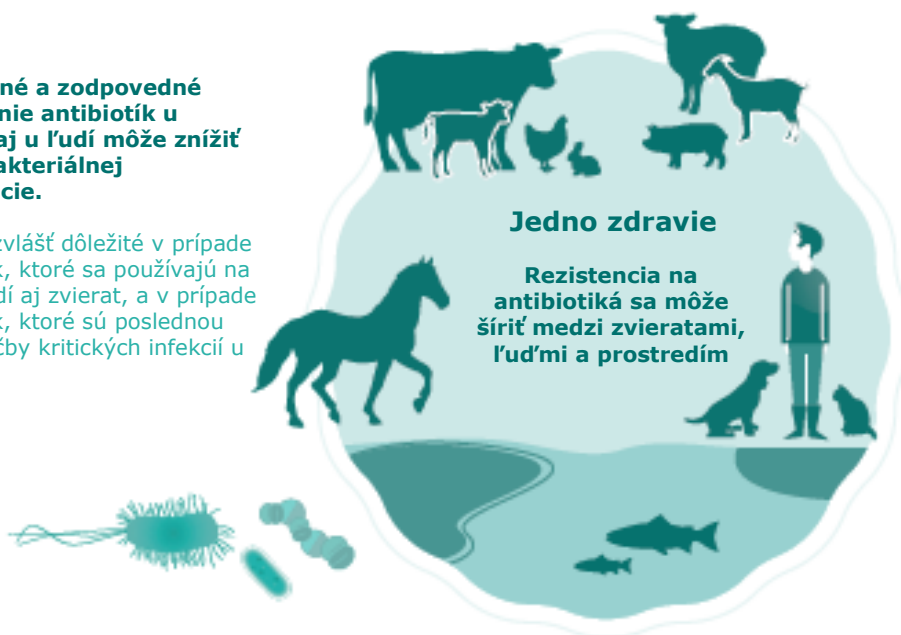 né a zodpovedné
nie antibiotík u
aj u ľudí môže znížiť
akteriálnej
cie.
zvlášť dôležité v prípade
k, ktoré sa používajú na
dí aj zvierat, a v prípade
k, ktoré sú poslednou
čby kritických infekcií u
Jedno zdravie
Rezistencia na
antibiotiká sa môže
šíriť medzi zvieratami,
ľuďmi a prostredím